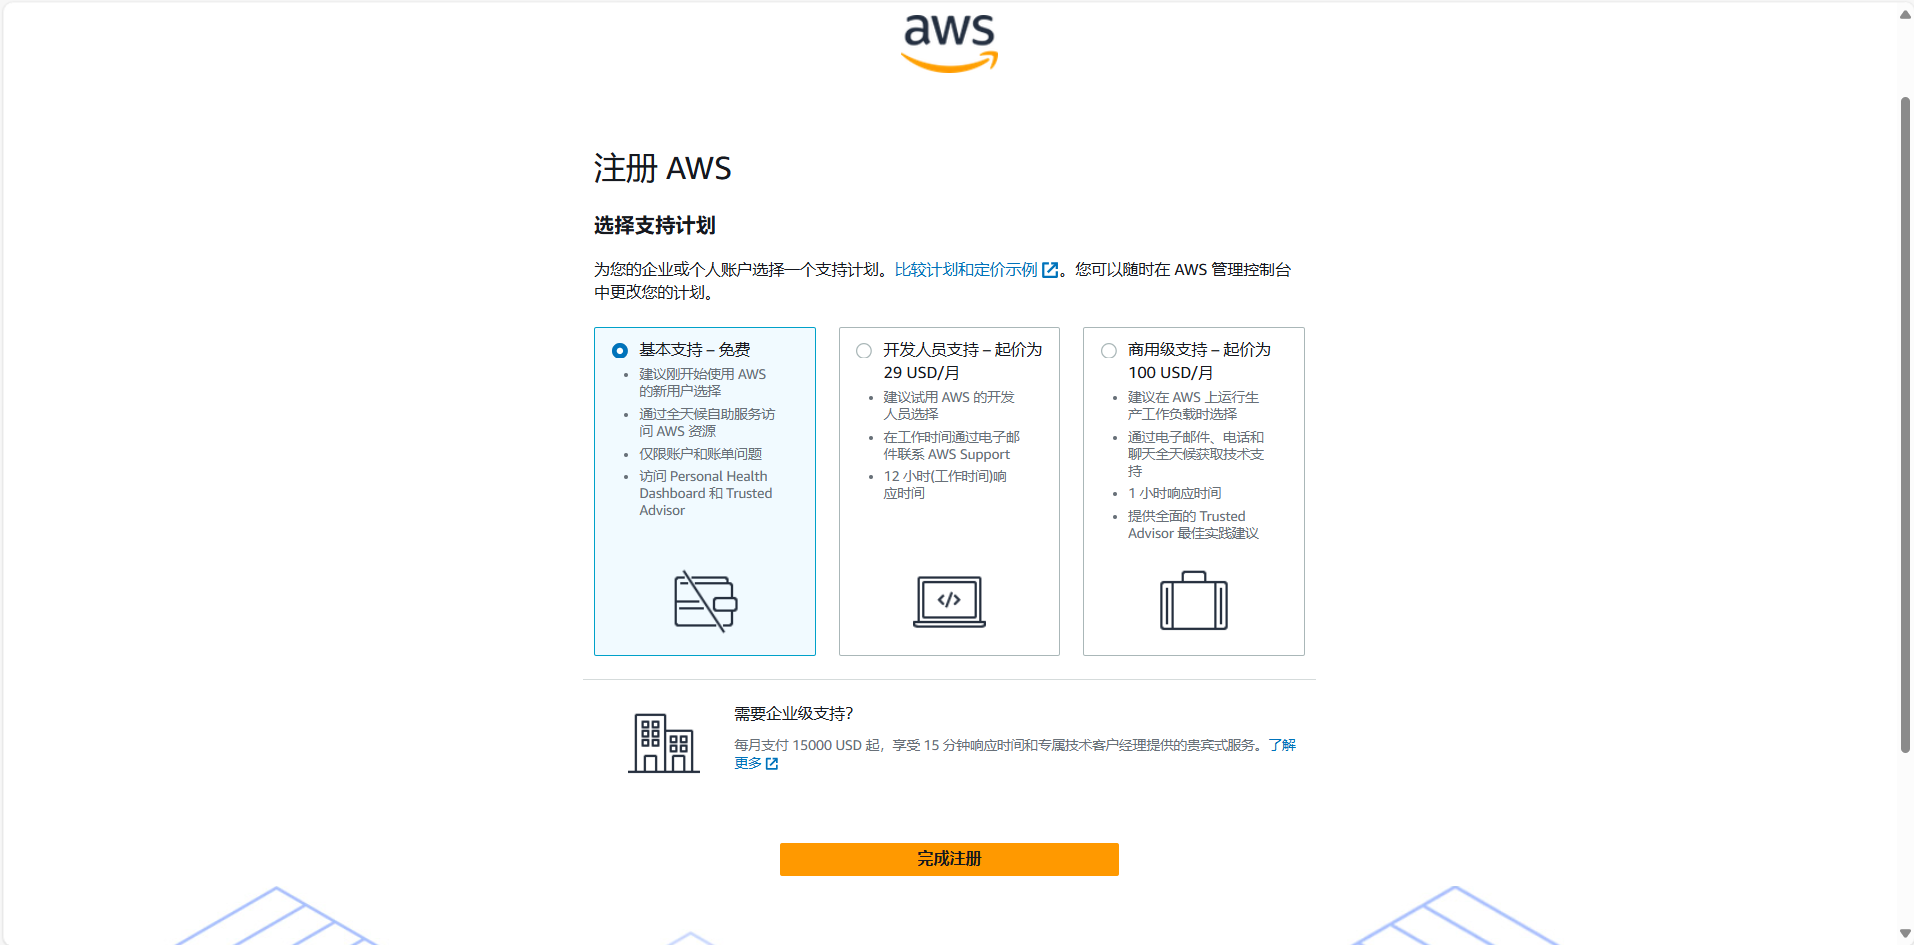 aws
注册 AWS
选择支持计划
为您的企业或个人账户选择一个支持计划。比较计划和定价示例。您可以随时在 AWS 管理控制台
中更改您的计划。
基本支持 – 免费
建议刚开始使用 AWS
的新用户选择
通过全天候自助服务访
问 AWS 资源
仅限账户和账单问题
访问 Personal Health
Dashboard 和 Trusted
Advisor
开发人员支持 – 起价为
29 USD/月
建议试用 AWS 的开发
人员选择
在工作时间通过电子邮
件联系 AWS Support
12 小时(工作时间)响
应时间
</>
商用级支持 – 起价为
100 USD/月
建议在 AWS 上运行生
产工作负载时选择
通过电子邮件、电话和
聊天全天候获取技术支
持
1 小时响应时间
提供全面的 Trusted
Advisor 最佳实践建议
需要企业级支持?
每月支付 15000 USD 起，享受 15 分钟响应时间和专属技术客户经理提供的贵宾式服务。了解
更多
完成注册